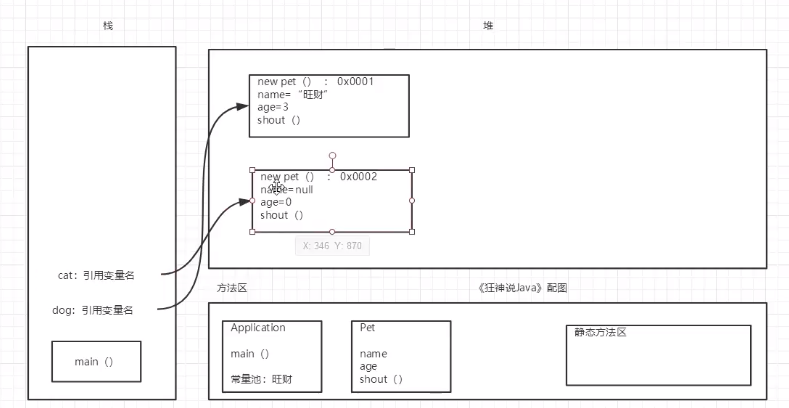 栈
堆
new pet（） ： 0x0001
name= “旺财”
age=3
shout（）
new pet（） ： 0x0002
name=null
age=0
shout（）
X: 346 Y: 870
cat：引用变量名
dog：引用变量名
main（）
方法区
《狂神说Java》配图
Application
main（）
常量池：旺财
Pet
name
age
shout（）
静态方法区